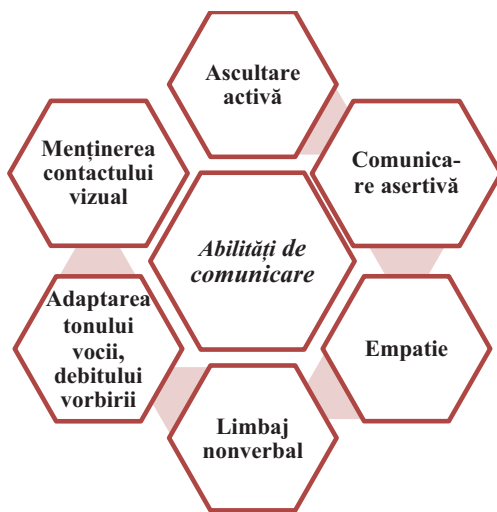 Ascultare
activă
Comunica-
re asertivă
Empatie
Limbaj
nonverbal
Adaptarea
tonului
vocii,
debitului
vorbirii
Menținerea
contactului
vizual
Abilități de
comunicare